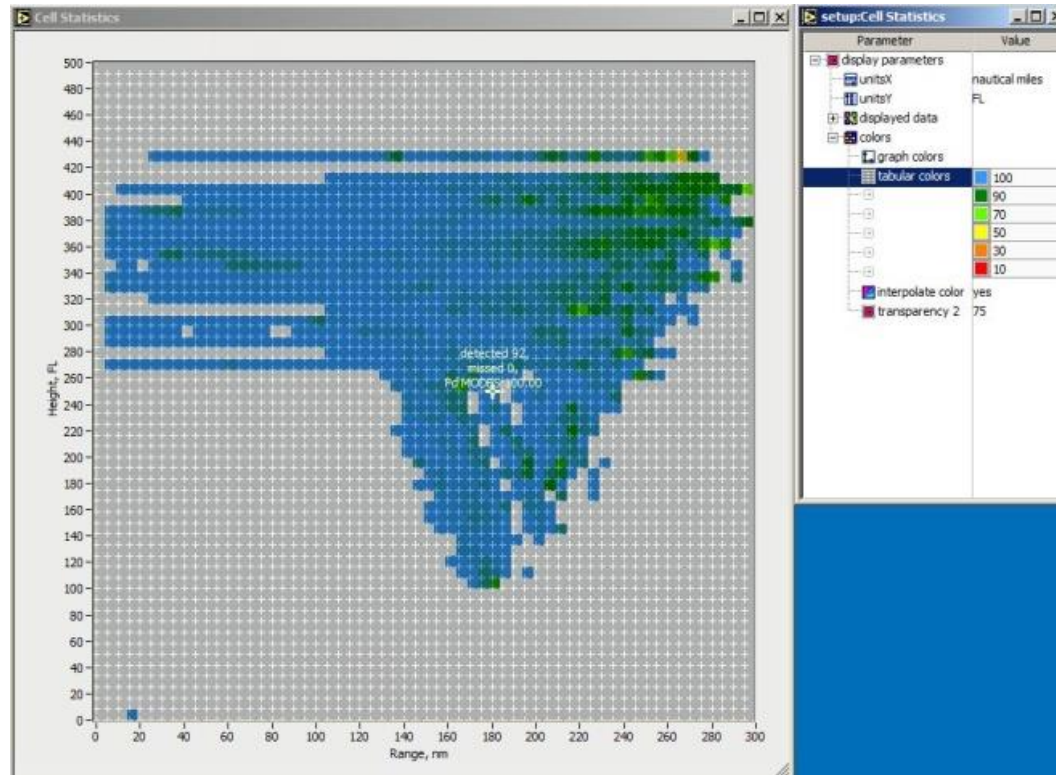 Cell Statistics
500
480
460
440
420
400
380
360
340
320
300
280
260
240
220
200
180
160
140
120
100
80
60
40
20
0
Height, FL
detected 92,
missed 0,
Pd MODES 100.00
0 20 40 60 80 100 120 140 160 180 200 220 240 260 280 300
Range, nm
setup:Cell Statistics
Parameter Value
display parameters
unitsX nautical miles
unitsY FL
displayed data
colors
graph colors
tabular colors 100
90
70
50
30
10
interpolate color yes
transparency 2 75